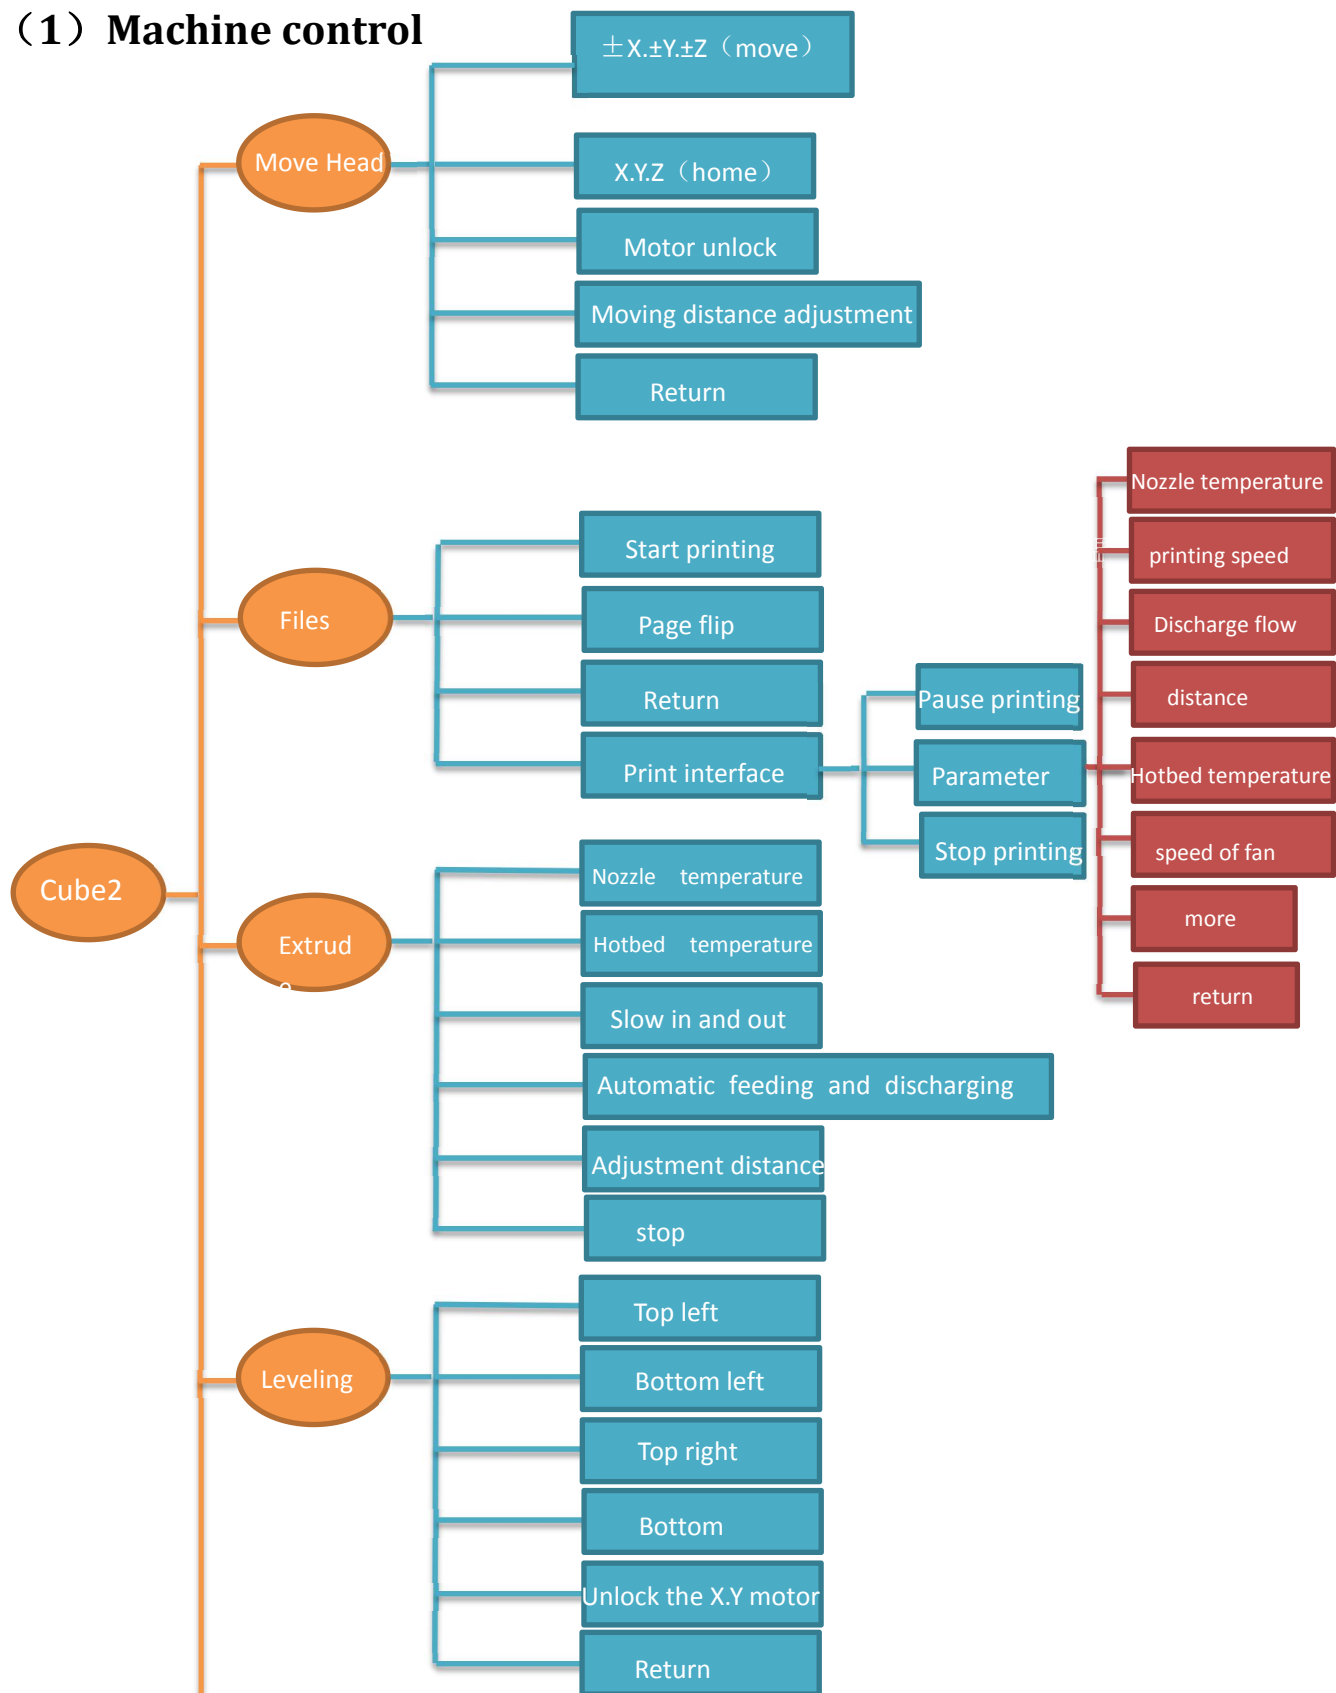 （1）Machine control
±X.±Y.±Z（move）
Move Head
X.Y.Z（home）
Motor unlock
Moving distance adjustment
Return
Start printing
Files
Page flip
Return
Print interface
Pause printing
Parameter
Stop printing
Nozzle temperature
printing speed
Discharge flow
distance
Hotbed temperature
speed of fan
more
return
Cube2
Extrud
e
Nozzle temperature
Hotbed temperature
Slow in and out
Automatic feeding and discharging
Adjustment distance
stop
Leveling
Top left
Bottom left
Top right
Bottom
Unlock the X.Y motor
Return